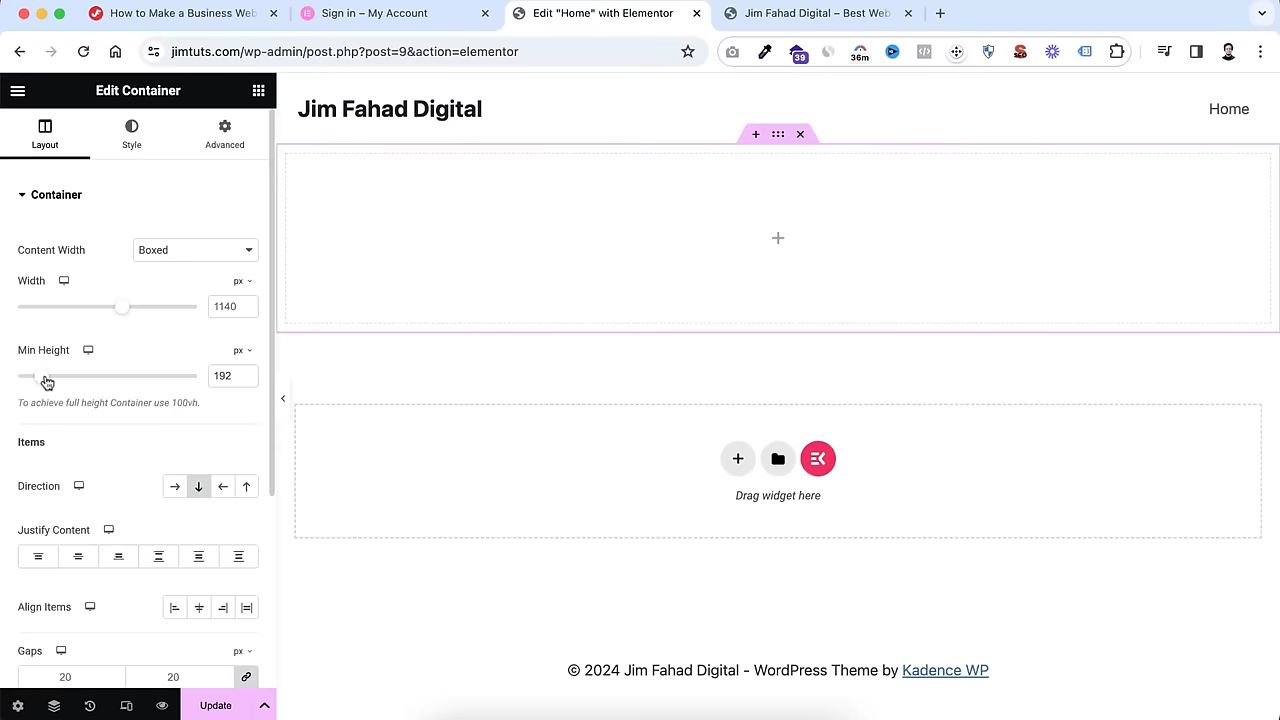 How to Make a Business Web
Sign in – My Account
Edit "Home" with Elementor
Jim Fahad Digital – Best Web
jimtuts.com/wp-admin/post.php?post=9&action=elementor
39
36m
Edit Container
Jim Fahad Digital
Home
Layout
Style
Advanced
Container
Content Width
Boxed
Width
px
1140
Min Height
px
192
To achieve full height Container use 100vh.
Items
Direction
Justify Content
Align Items
Gaps
px
20
20
Drag widget here
© 2024 Jim Fahad Digital - WordPress Theme by Kadence WP
Update